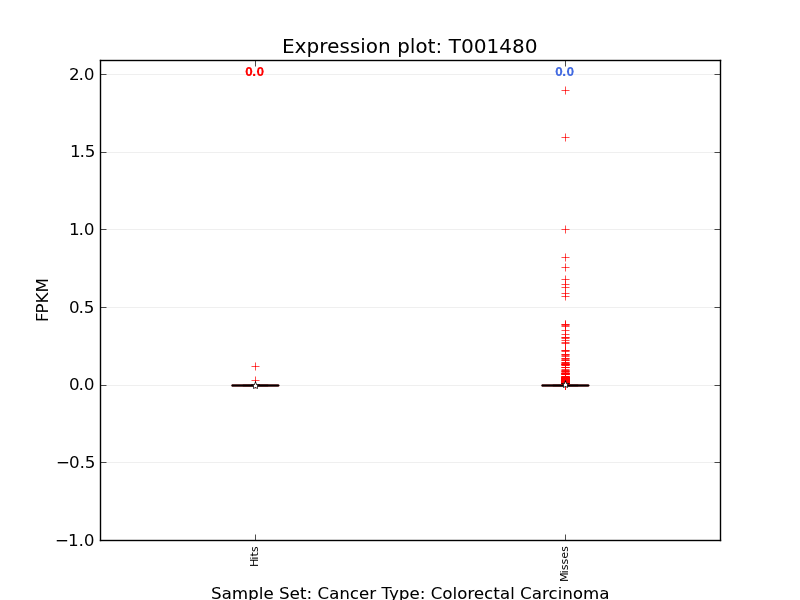 Expression plot: T001480
0.0 0.0
2.0
1.5
1.0
0.5
0.0
−0.5
−1.0
FPKM
Hits Misses
Sample Set: Cancer Type: Colorectal Carcinoma